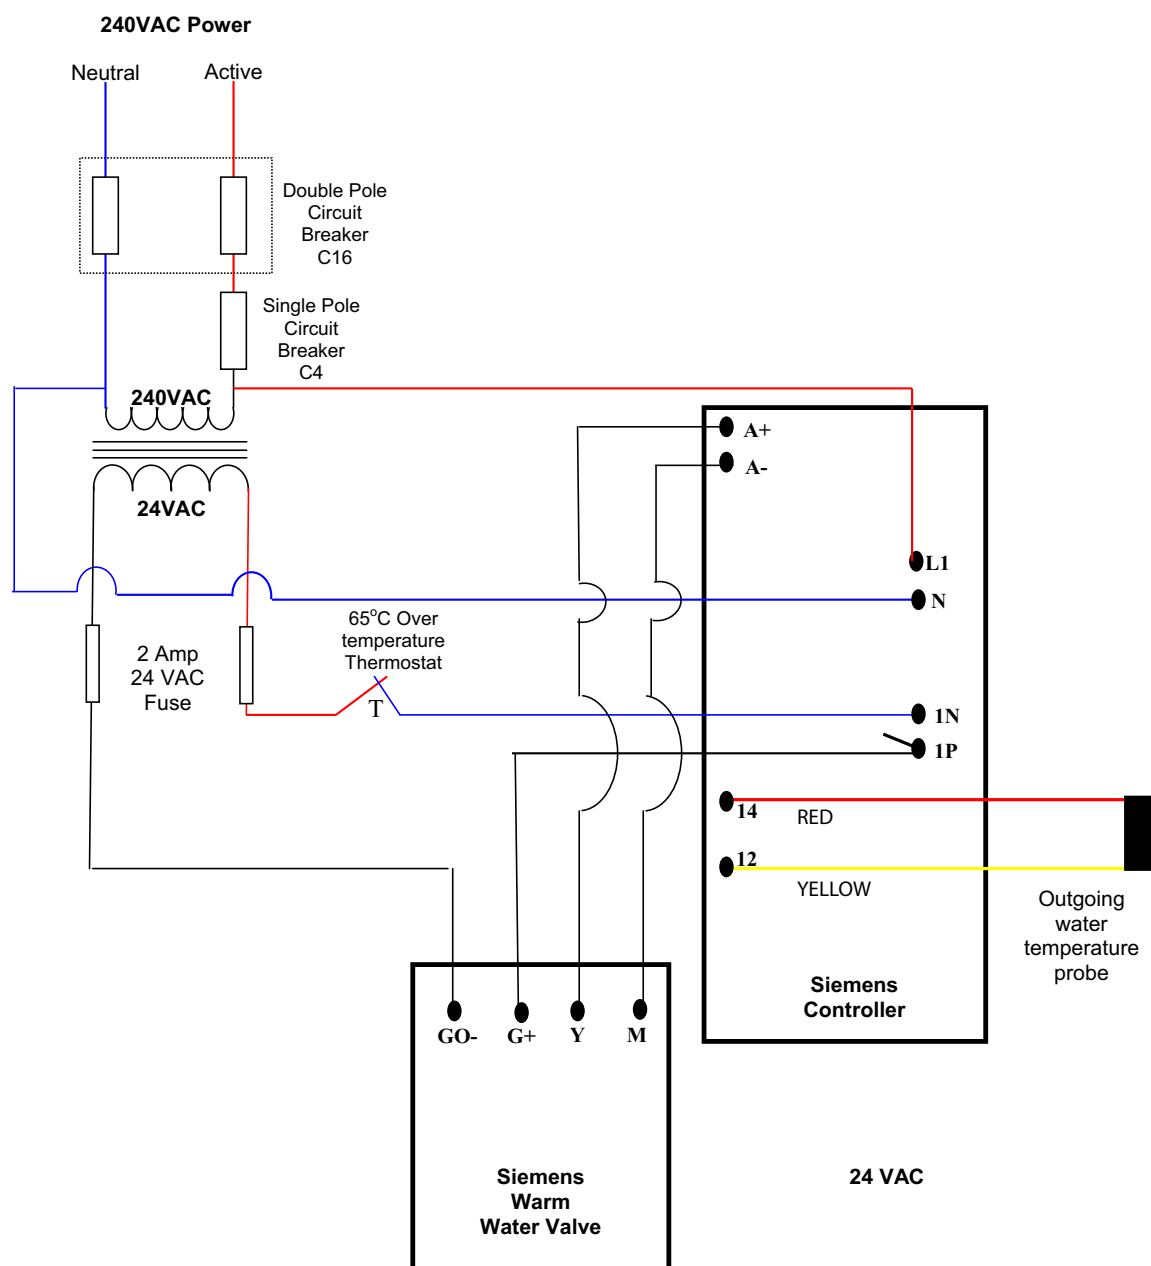 240VAC Power
Neutral
Active
Double Pole
Circuit
Breaker
C16
Single Pole
Circuit
Breaker
C4
240VAC
24VAC
A+
A-
L1
N
65°C Over
temperature
Thermostat
T
2 Amp
24 VAC
Fuse
1N
1P
14
RED
12
YELLOW
Outgoing
water
temperature
probe
Siemens
Controller
GO-
G+
Y
M
Siemens
Warm
Water Valve
24 VAC